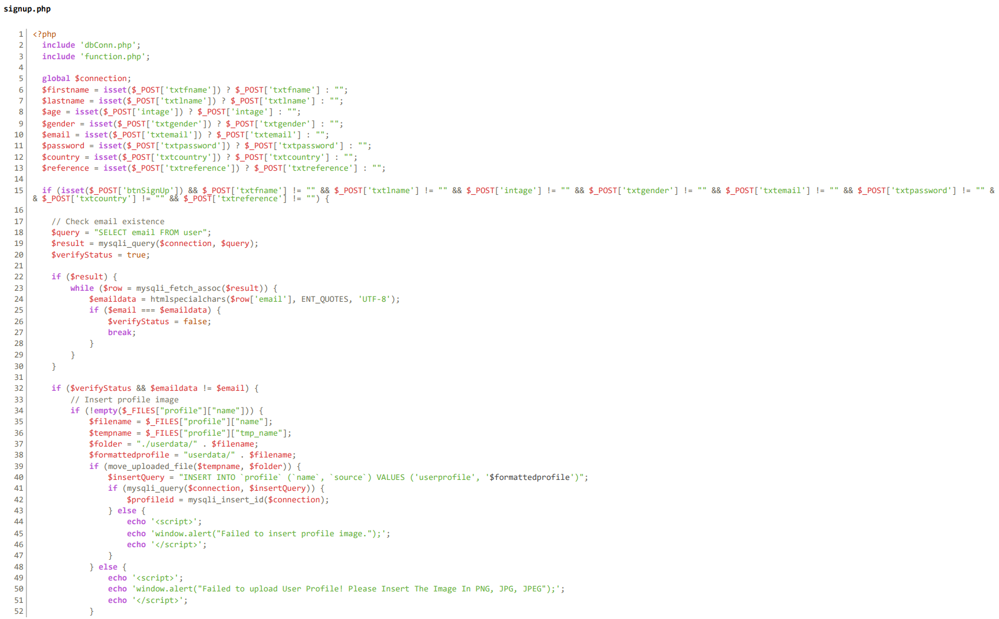 signup.php
1 <?php
2   include 'dbConn.php';
3   include 'function.php';
4
5   global $connection;
6   $firstname = isset($_POST['txtfname']) ? $_POST['txtfname'] : "";
7   $lastname = isset($_POST['txtlname']) ? $_POST['txtlname'] : "";
8   $age = isset($_POST['intage']) ? $_POST['intage'] : "";
9   $gender = isset($_POST['txtgender']) ? $_POST['txtgender'] : "";
10   $email = isset($_POST['txtemail']) ? $_POST['txtemail'] : "";
11   $password = isset($_POST['txtpassword']) ? $_POST['txtpassword'] : "";
12   $country = isset($_POST['txtcountry']) ? $_POST['txtcountry'] : "";
13   $reference = isset($_POST['txtreference']) ? $_POST['txtreference'] : "";
14
15   if (isset($_POST['btnSignUp']) && $_POST['txtfname'] != "" && $_POST['txtlname'] != "" && $_POST['intage'] != "" && $_POST['txtgender'] != "" && $_POST['txtemail'] != "" && $_POST['txtpassword'] != "" &
& $_POST['txtcountry'] != "" && $_POST['txtreference'] != "") {
16
17     // Check email existence
18     $query = "SELECT email FROM user";
19     $result = mysqli_query($connection, $query);
20     $verifyStatus = true;
21
22     if ($result) {
23         while ($row = mysqli_fetch_assoc($result)) {
24             $emaildata = htmlspecialchars($row['email'], ENT_QUOTES, 'UTF-8');
25             if ($email === $emaildata) {
26                 $verifyStatus = false;
27                 break;
28             }
29         }
30     }
31
32     if ($verifyStatus && $emaildata != $email) {
33         // Insert profile image
34         if (!empty($_FILES["profile"]["name"])) {
35             $filename = $_FILES["profile"]["name"];
36             $tempname = $_FILES["profile"]["tmp_name"];
37             $folder = "./userdata/" . $filename;
38             $formattedprofile = "userdata/" . $filename;
39             if (move_uploaded_file($tempname, $folder)) {
40                 $insertQuery = "INSERT INTO `profile` (`name`, `source`) VALUES ('userprofile', '$formattedprofile')";
41                 if (mysqli_query($connection, $insertQuery)) {
42                     $profileid = mysqli_insert_id($connection);
43                 } else {
44                     echo '<script>';
45                     echo 'window.alert("Failed to insert profile image.");';
46                     echo '</script>';
47                 }
48             } else {
49                 echo '<script>';
50                 echo 'window.alert("Failed to upload User Profile! Please Insert The Image In PNG, JPG, JPEG");';
51                 echo '</script>';
52             }